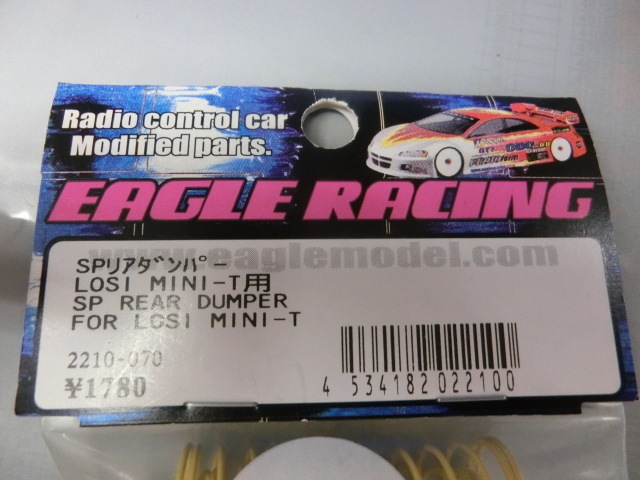 Radio control car
Modified parts.
EAGLE RACING
www.eaglemodel.com
SPリアダンパー
LOSI MINI-T用
SP REAR DUMPER
FOR LOSI MINI-T
2210-070
¥1780
4 534182 022100